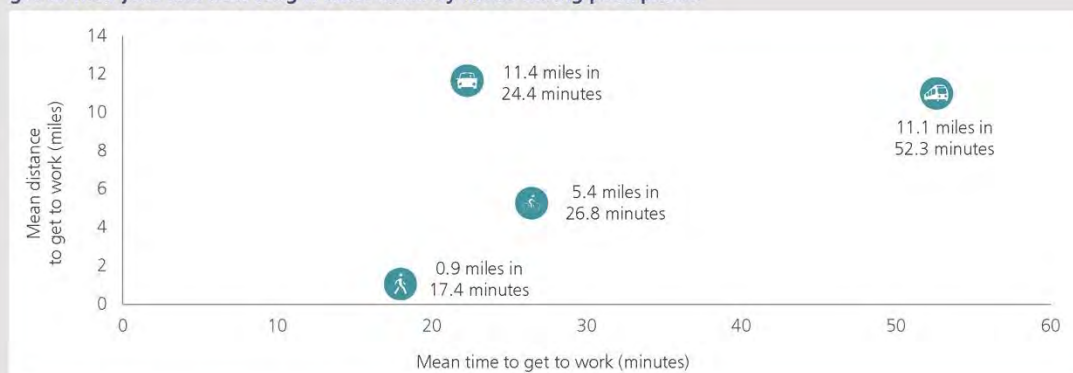 14
12
10
8
6
4
2
0
Mean distance
to get to work (miles)
11.4 miles in
24.4 minutes
11.1 miles in
52.3 minutes
5.4 miles in
26.8 minutes
0.9 miles in
17.4 minutes
0 10 20 30 40 50 60
Mean time to get to work (minutes)